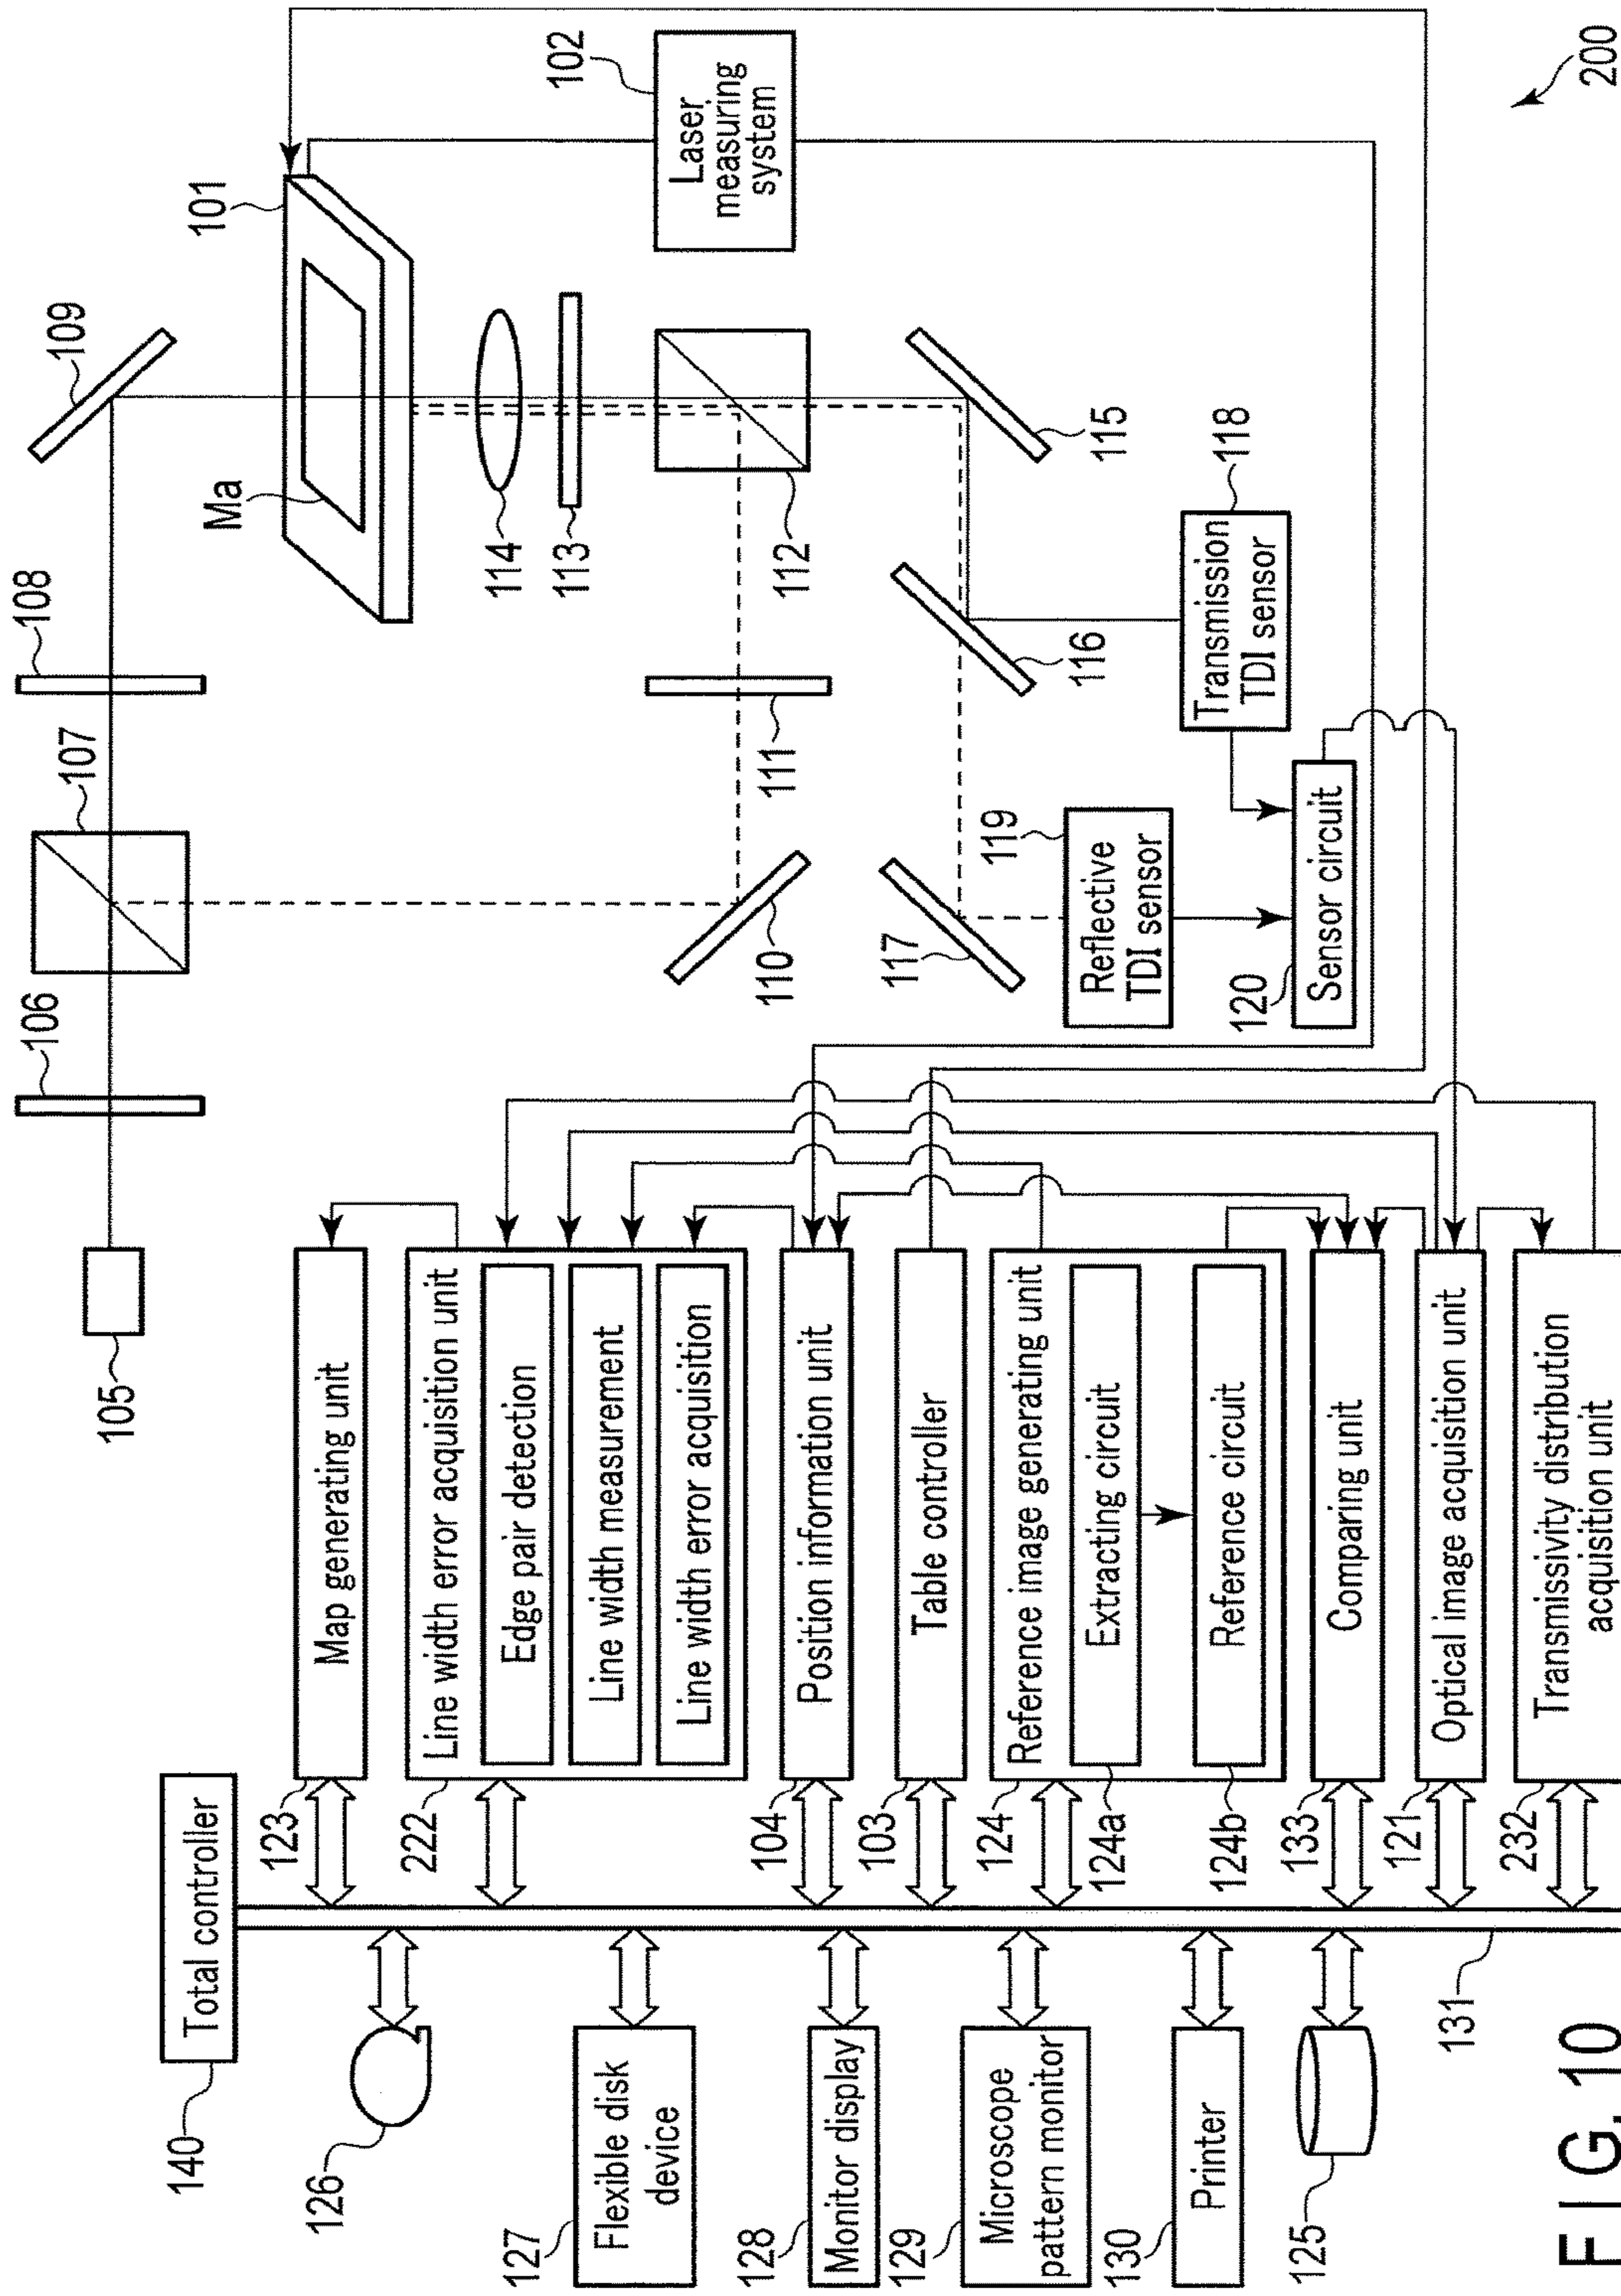 106
107
108
109
101
102
Laser
measuring
system
105
Ma
114
113
112
110
111
115
116
117
119
Reflective
TDI sensor
118
Transmission
TDI sensor
120
Sensor circuit
200
140
Total controller
123
Map generating unit
222
Line width error acquisition unit
Edge pair detection
Line width measurement
Line width error acquisition
104
Position information unit
103
Table controller
124
Reference image generating unit
124a
Extracting circuit
124b
Reference circuit
133
Comparing unit
121
Optical image acquisition unit
232
Transmissivity distribution
acquisition unit
126
127
Flexible disk
device
128
Monitor display
129
Microscope
pattern monitor
130
Printer
125
131
FIG. 10